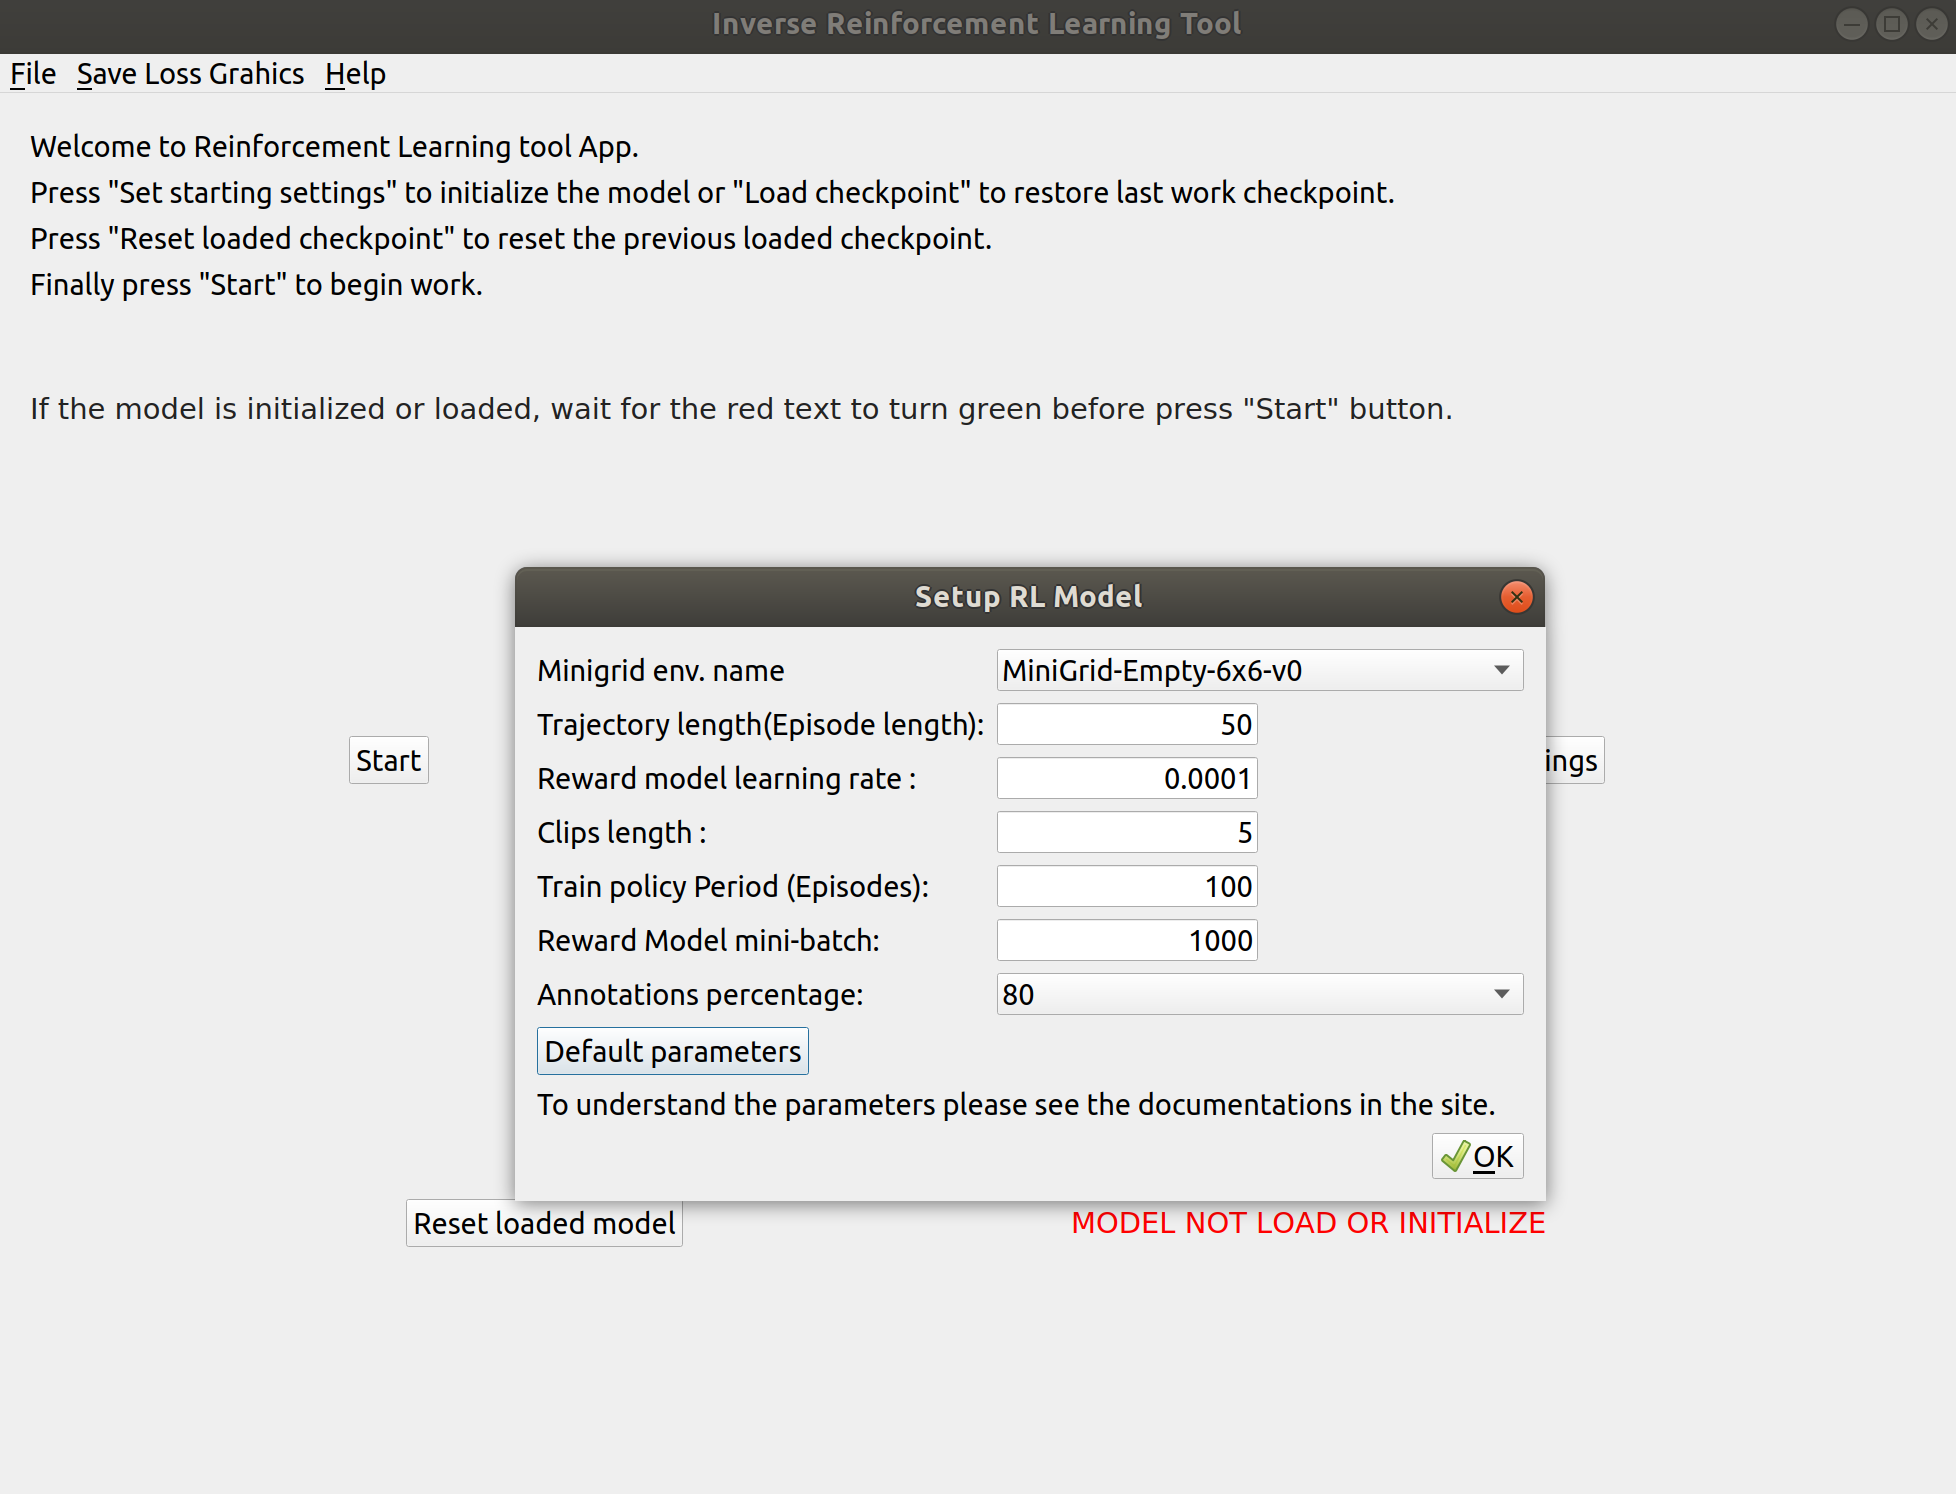 Inverse Reinforcement Learning Tool
File Save Loss Grahics Help
Welcome to Reinforcement Learning tool App.
Press "Set starting settings" to initialize the model or "Load checkpoint" to restore last work checkpoint.
Press "Reset loaded checkpoint" to reset the previous loaded checkpoint.
Finally press "Start" to begin work.
If the model is initialized or loaded, wait for the red text to turn green before press "Start" button.
Setup RL Model
Minigrid env. name MiniGrid-Empty-6x6-v0
Trajectory length(Episode length): 50
Start
ings
Reward model learning rate : 0.0001
Clips length : 5
Train policy Period (Episodes): 100
Reward Model mini-batch: 1000
Annotations percentage: 80
Default parameters
To understand the parameters please see the documentations in the site.
OK
Reset loaded model
MODEL NOT LOAD OR INITIALIZE